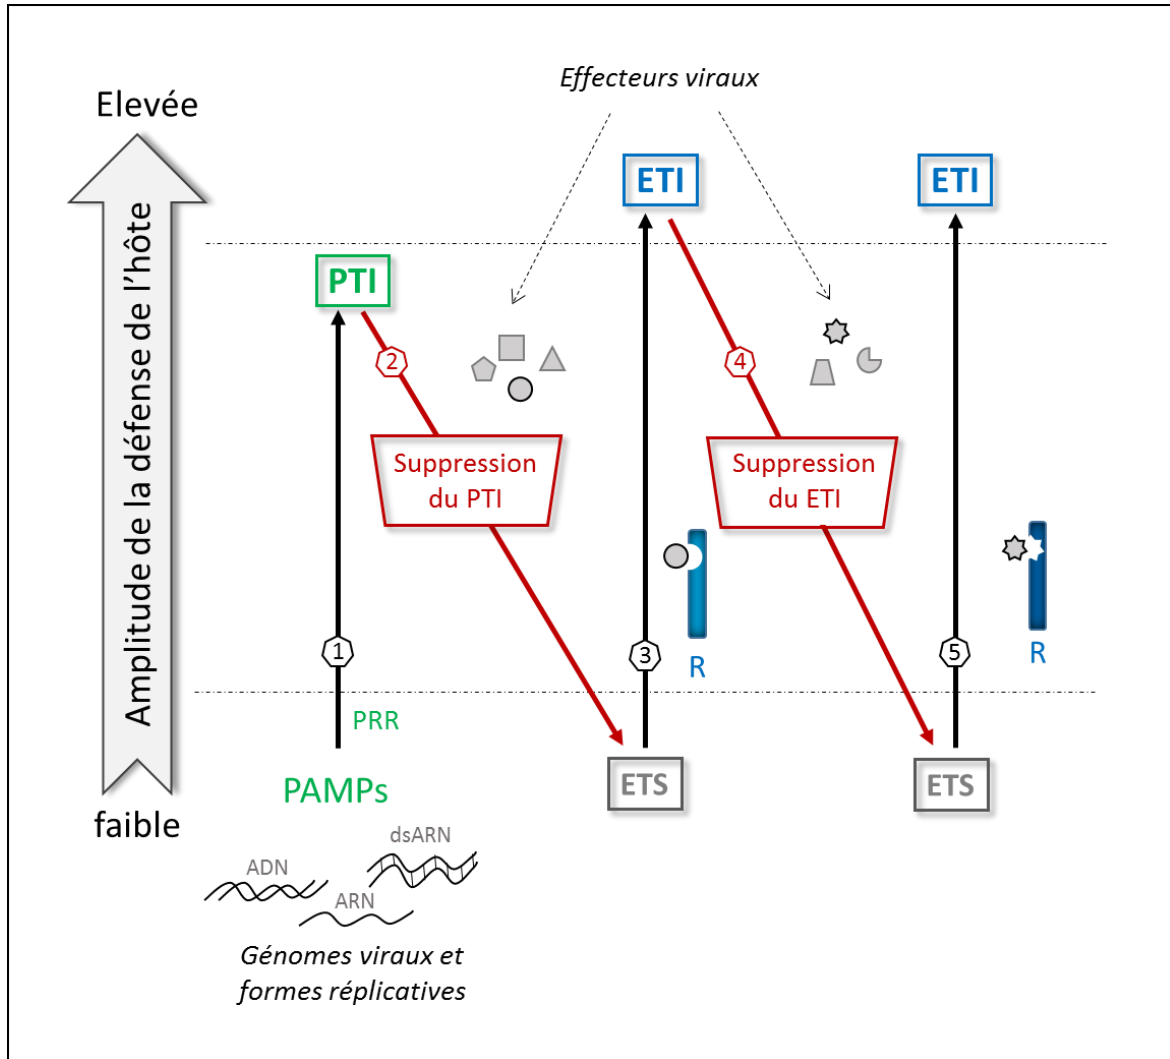 Effecteurs viraux
Elevée
ETI
ETI
Amplitude de la défense de l'hôte
PTI
2
4
Suppression
du PTI
Suppression
du ETI
1
3
5
R
R
PRR
PAMPs
ETS
ETS
faible
dsARN
ADN
ARN
Génomes viraux et
formes réplicatives